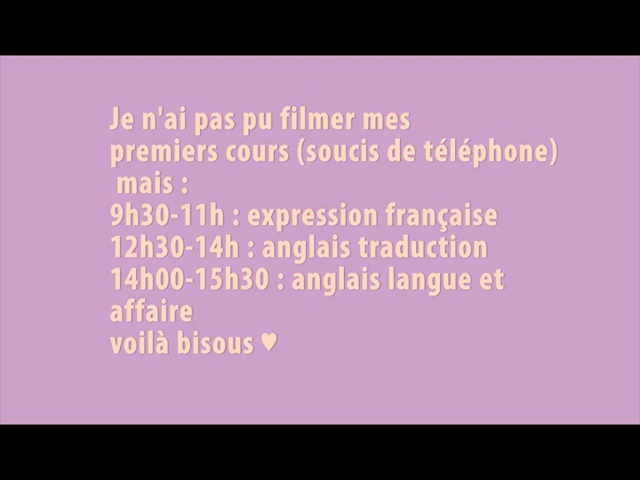 Je n'ai pas pu filmer mes
premiers cours (soucis de téléphone)
mais :
9h30-11h : expression française
12h30-14h : anglais traduction
14h00-15h30 : anglais langue et
affaire
voilà bisous ♥